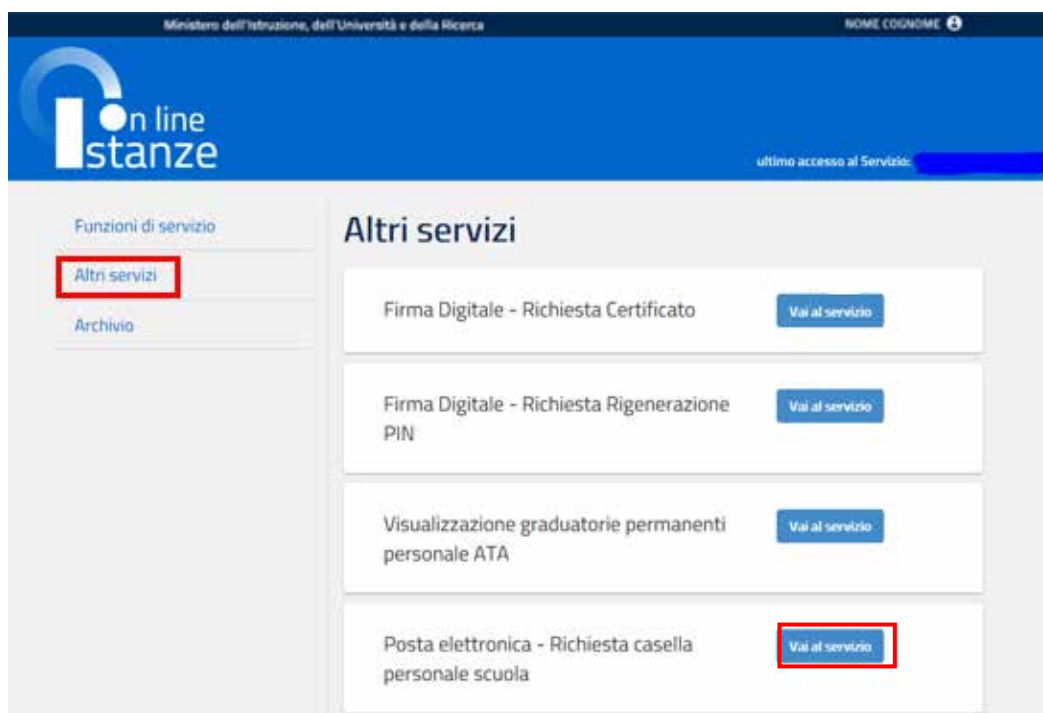 Ministero dell'Istruzione, dell'Università e della Ricerca
NOME COGNOME
On line
Istanze
ultimo accesso al Servizio:
Funzioni di servizio
Altri servizi
Archivio
Altri servizi
Firma Digitale - Richiesta Certificato
Vai al servizio
Firma Digitale - Richiesta Rigenerazione
PIN
Vai al servizio
Visualizzazione graduatorie permanenti
personale ATA
Vai al servizio
Posta elettronica - Richiesta casella
personale scuola
Vai al servizio